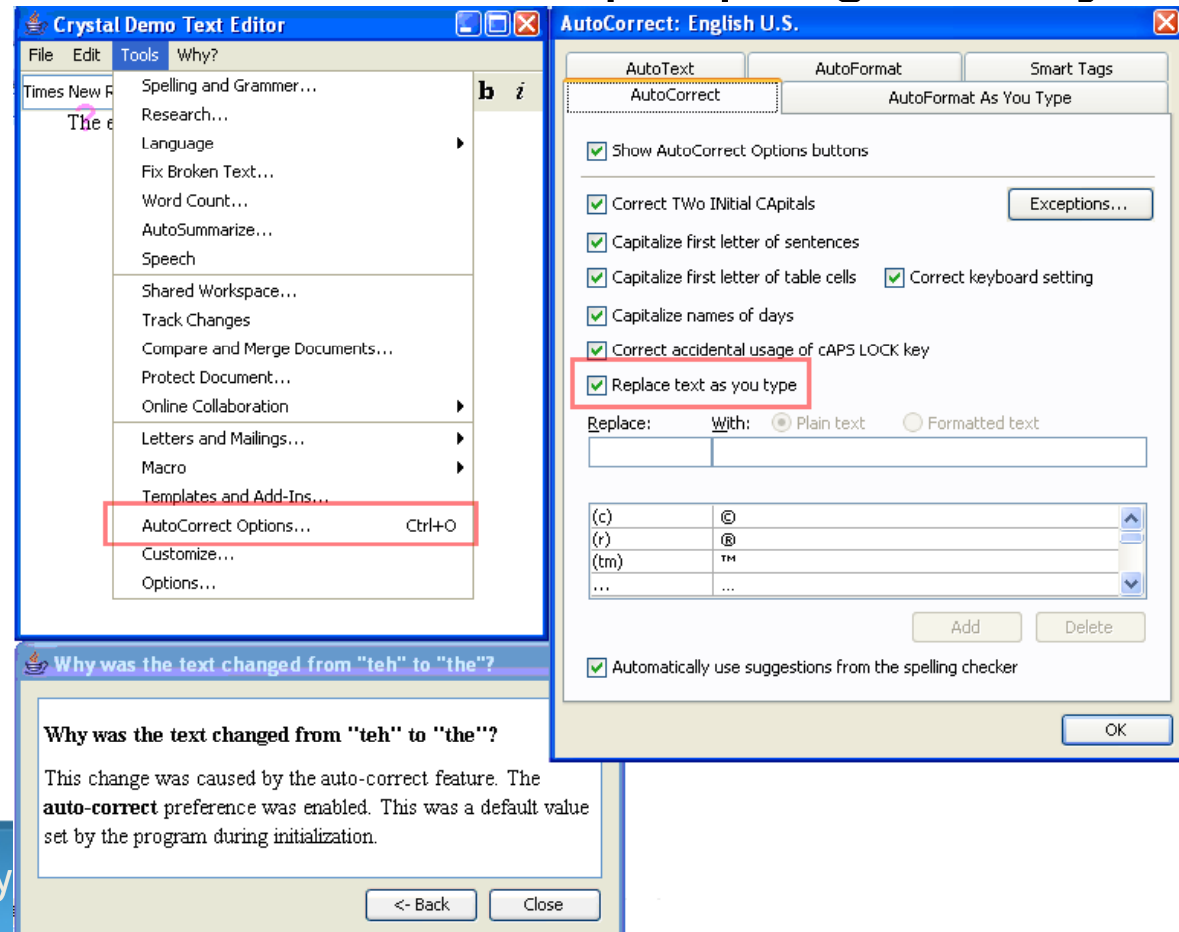 Crystal Demo Text Editor
File Edit Tools Why?
Times New R
b i
The e
?
Spelling and Grammer...
Research...
Language
Fix Broken Text...
Word Count...
AutoSummarize...
Speech
Shared Workspace...
Track Changes
Compare and Merge Documents...
Protect Document...
Online Collaboration
Letters and Mailings...
Macro
Templates and Add-Ins...
AutoCorrect Options... Ctrl+O
Customize...
Options...
AutoCorrect: English U.S.
AutoText AutoFormat Smart Tags
AutoCorrect AutoFormat As You Type
Show AutoCorrect Options buttons
Correct TWo INitial CApitals Exceptions...
Capitalize first letter of sentences
Capitalize first letter of table cells Correct keyboard setting
Capitalize names of days
Correct accidental usage of cAPS LOCK key
Replace text as you type
Replace: With: Plain text Formatted text
(c) ©
(r) ®
(tm) ™
... ...
Add Delete
Automatically use suggestions from the spelling checker
OK
Why was the text changed from "teh" to "the"?
Why was the text changed from "teh" to "the"?
This change was caused by the auto-correct feature. The
auto-correct preference was enabled. This was a default value
set by the program during initialization.
<- Back Close
y